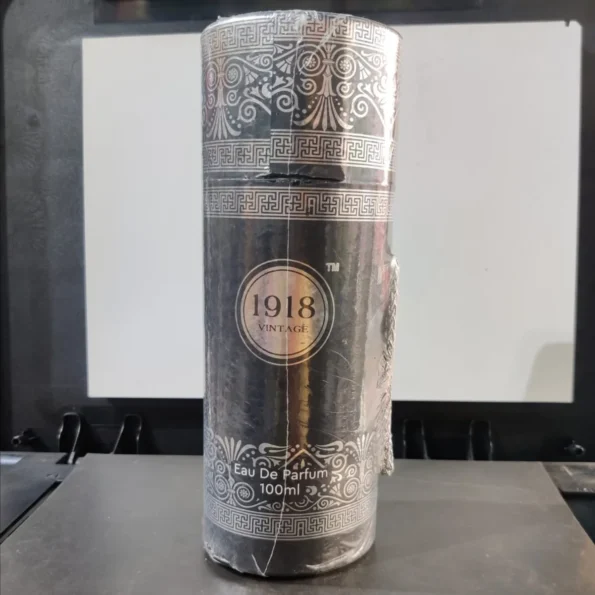 TM
1918
VINTAGE
Eau De Parfum
100ml